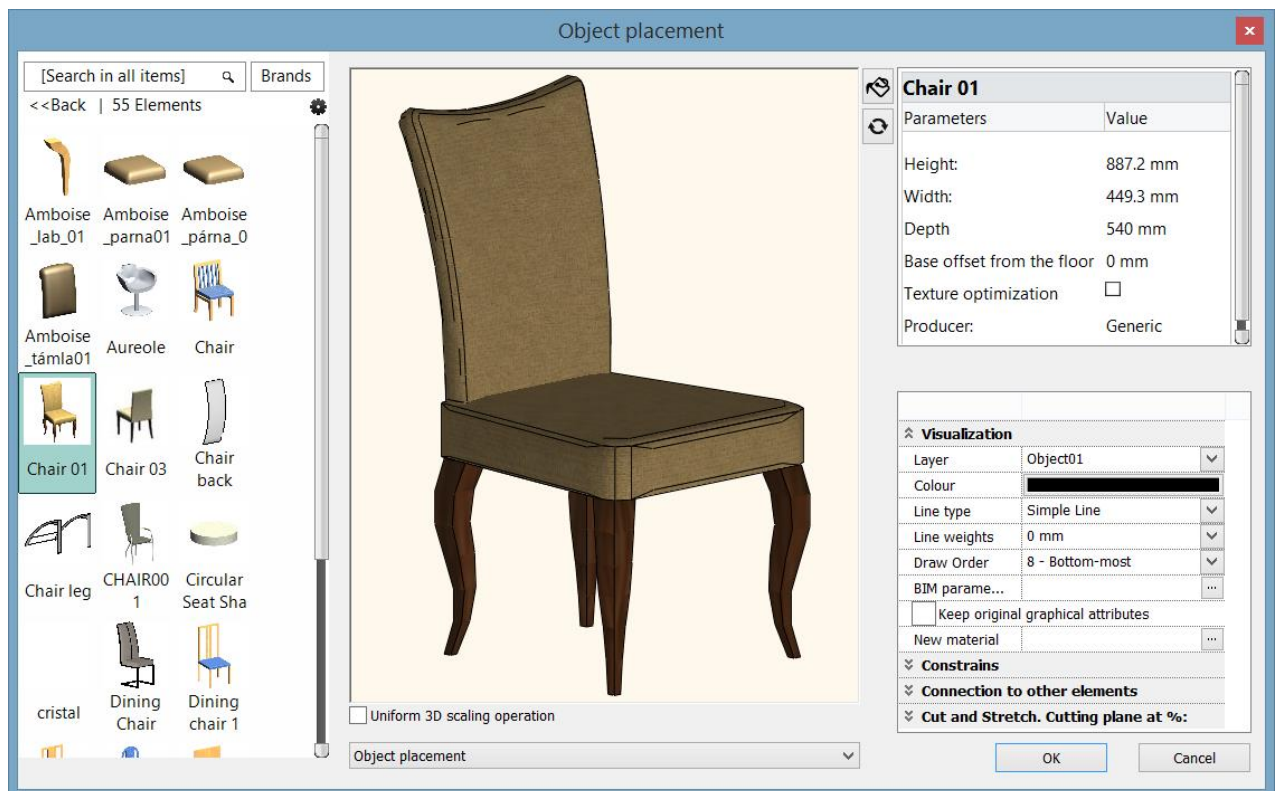 Object placement
[Search in all items]
Brands
<<Back | 55 Elements
Amboise
_lab_01
Amboise
_parna01
Amboise
_párna_0
Amboise
_támla01
Aureole
Chair
Chair 01
Chair 03
Chair
back
Chair leg
CHAIR00
1
Circular
Seat Sha
cristal
Dining
Chair
Dining
chair 1
Uniform 3D scaling operation
Object placement
Chair 01
Parameters Value
Height: 887.2 mm
Width: 449.3 mm
Depth 540 mm
Base offset from the floor 0 mm
Texture optimization
Producer: Generic
Visualization
Layer Object01
Colour
Line type Simple Line
Line weights 0 mm
Draw Order 8 - Bottom-most
BIM parame... ...
Keep original graphical attributes
New material ...
Constrains
Connection to other elements
Cut and Stretch. Cutting plane at %:
OK Cancel